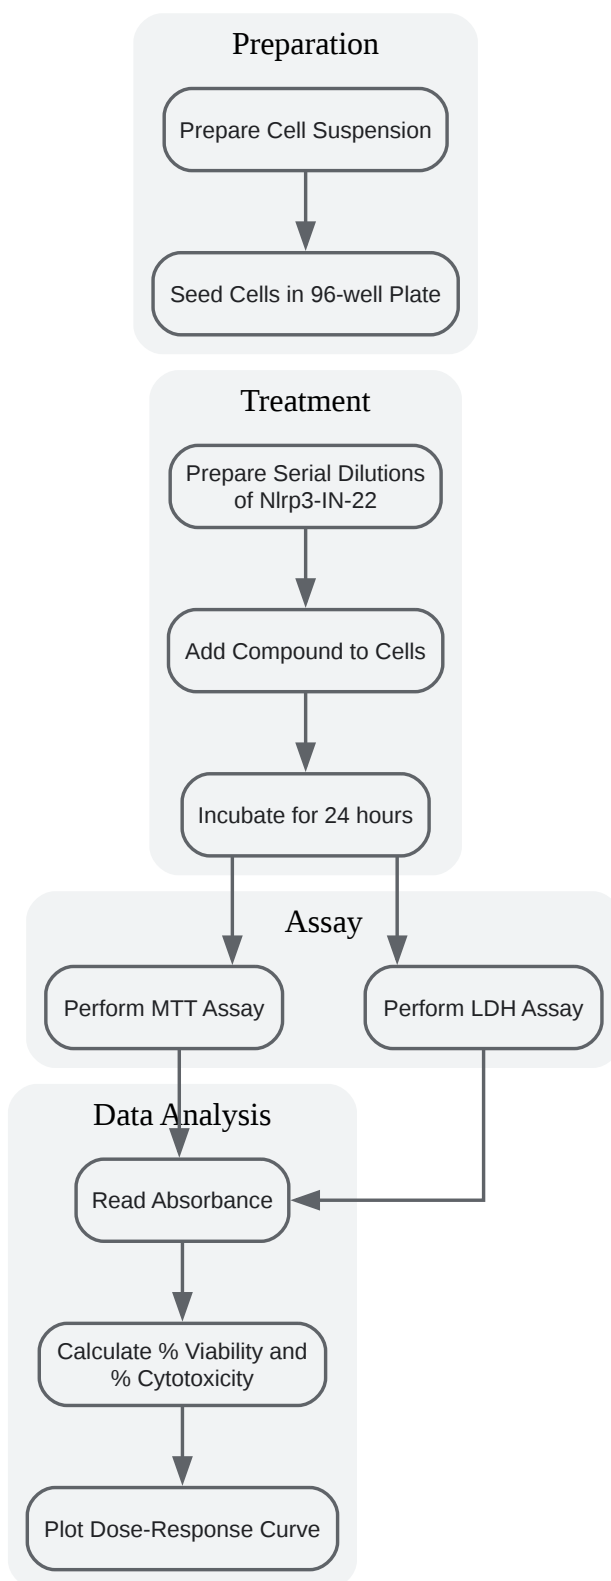 Preparation
Prepare Cell Suspension
Seed Cells in 96-well Plate
Treatment
Prepare Serial Dilutions
of Nlrp3-IN-22
Add Compound to Cells
Incubate for 24 hours
Assay
Perform MTT Assay
Perform LDH Assay
Data Analysis
Read Absorbance
Calculate % Viability and
% Cytotoxicity
Plot Dose-Response Curve